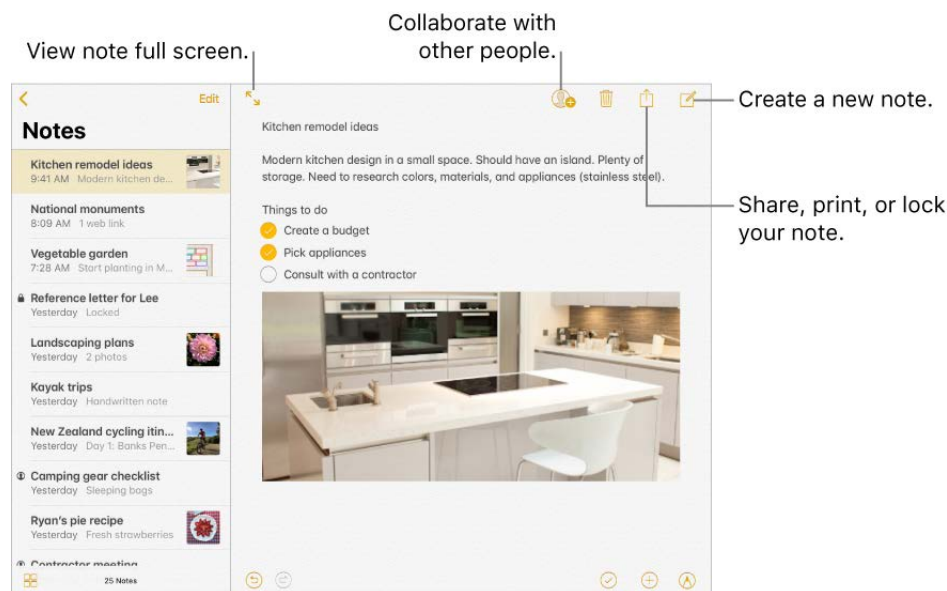 Collaborate with
other people.
View note full screen.
Create a new note.
Share, print, or lock
your note.
Edit
Notes
Kitchen remodel ideas
9:41 AM Modern kitchen de...
National monuments
8:09 AM 1 web link
Vegetable garden
7:28 AM Start planting in M...
Reference letter for Lee
Yesterday Locked
Landscaping plans
Yesterday 2 photos
Kayak trips
Yesterday Handwritten note
New Zealand cycling itin...
Yesterday Day 1: Banks Pen...
Camping gear checklist
Yesterday Sleeping bags
Ryan's pie recipe
Yesterday Fresh strawberries
Contractor meeting
25 Notes
Kitchen remodel ideas
Modern kitchen design in a small space. Should have an island. Plenty of
storage. Need to research colors, materials, and appliances (stainless steel).
Things to do
Create a budget
Pick appliances
Consult with a contractor